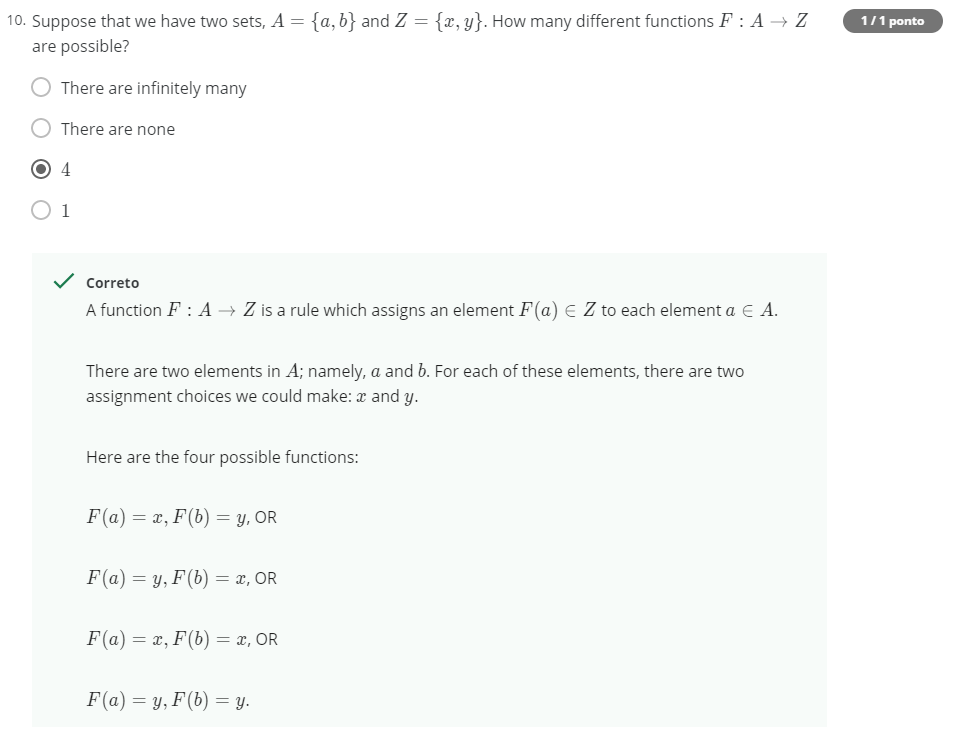 10. Suppose that we have two sets, A = {a, b} and Z = {x, y}. How many different functions F : A → Z
are possible?
1 / 1 ponto
There are infinitely many
There are none
4
1
Correto
A function F : A → Z is a rule which assigns an element F(a) ∈ Z to each element a ∈ A.
There are two elements in A; namely, a and b. For each of these elements, there are two
assignment choices we could make: x and y.
Here are the four possible functions:
F(a) = x, F(b) = y, OR
F(a) = y, F(b) = x, OR
F(a) = x, F(b) = x, OR
F(a) = y, F(b) = y.